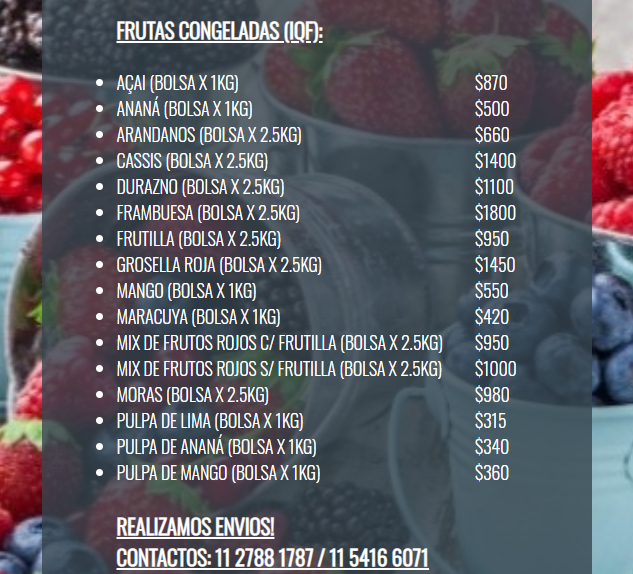 FRUTAS CONGELADAS (IQF):
• AÇAI (BOLSA X 1KG) $870
• ANANÁ (BOLSA X 1KG) $500
• ARANDANOS (BOLSA X 2.5KG) $660
• CASSIS (BOLSA X 2.5KG) $1400
• DURAZNO (BOLSA X 2.5KG) $1100
• FRAMBUESA (BOLSA X 2.5KG) $1800
• FRUTILLA (BOLSA X 2.5KG) $950
• GROSELLA ROJA (BOLSA X 2.5KG) $1450
• MANGO (BOLSA X 1KG) $550
• MARACUYA (BOLSA X 1KG) $420
• MIX DE FRUTOS ROJOS C/ FRUTILLA (BOLSA X 2.5KG) $950
• MIX DE FRUTOS ROJOS S/ FRUTILLA (BOLSA X 2.5KG) $1000
• MORAS (BOLSA X 2.5KG) $980
• PULPA DE LIMA (BOLSA X 1KG) $315
• PULPA DE ANANÁ (BOLSA X 1KG) $340
• PULPA DE MANGO (BOLSA X 1KG) $360
REALIZAMOS ENVIOS!
CONTACTOS: 11 2788 1787 / 11 5416 6071